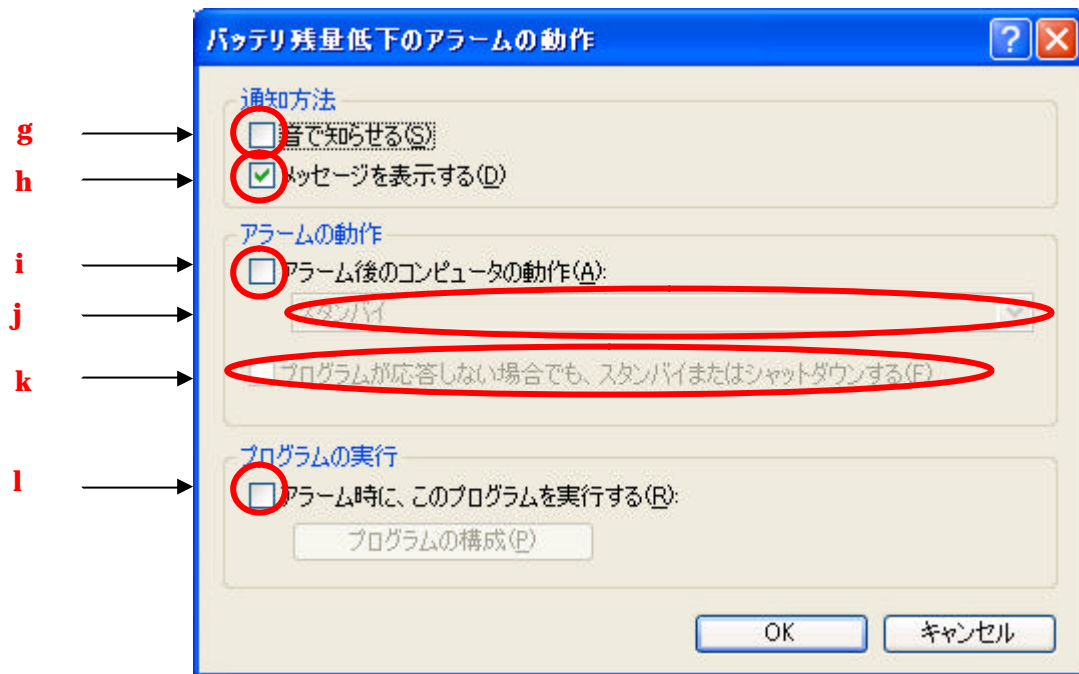 バッテリ残量低下のアラームの動作
通知方法
g
音で知らせる(S)
h
メッセージを表示する(D)
アラームの動作
i
アラーム後のコンピュータの動作(A):
j
スタンバイ
k
プログラムが応答しない場合でも、スタンバイまたはシャットダウンする(F)
プログラムの実行
l
アラーム時に、このプログラムを実行する(R):
プログラムの構成(P)
OK
キャンセル